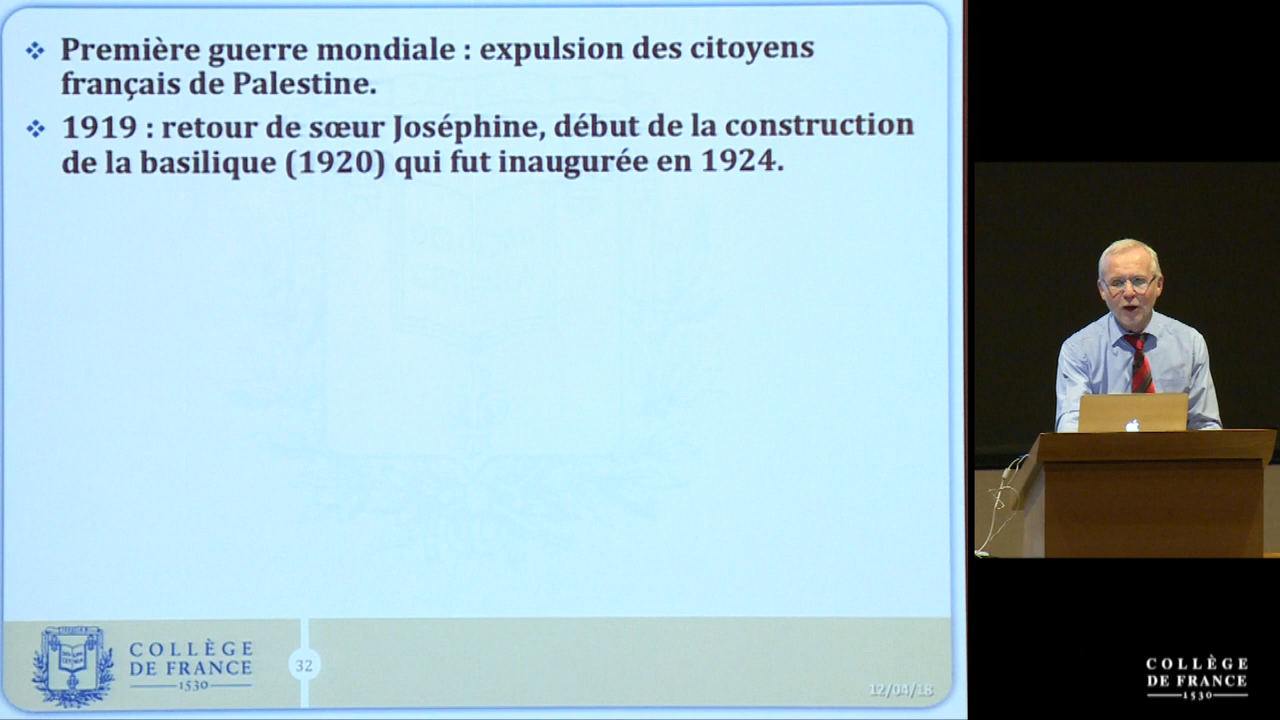 Première guerre mondiale : expulsion des citoyens
français de Palestine.
1919 : retour de sœur Joséphine, début de la construction
de la basilique (1920) qui fut inaugurée en 1924.
COLLÈGE
DE FRANCE
1530
32
12/04/18
COLLÈGE
DE FRANCE
1530